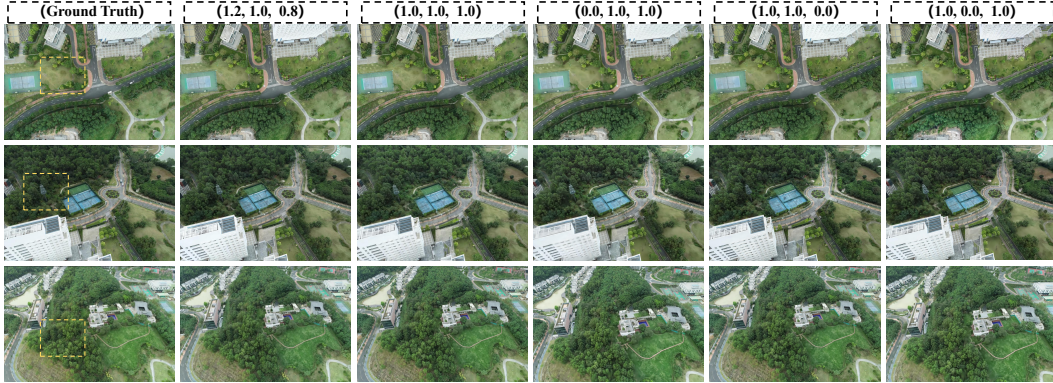 (Ground Truth)
(1.2, 1.0, 0.8)
(1.0, 1.0, 1.0)
(0.0, 1.0, 1.0)
(1.0, 1.0, 0.0)
(1.0, 0.0, 1.0)